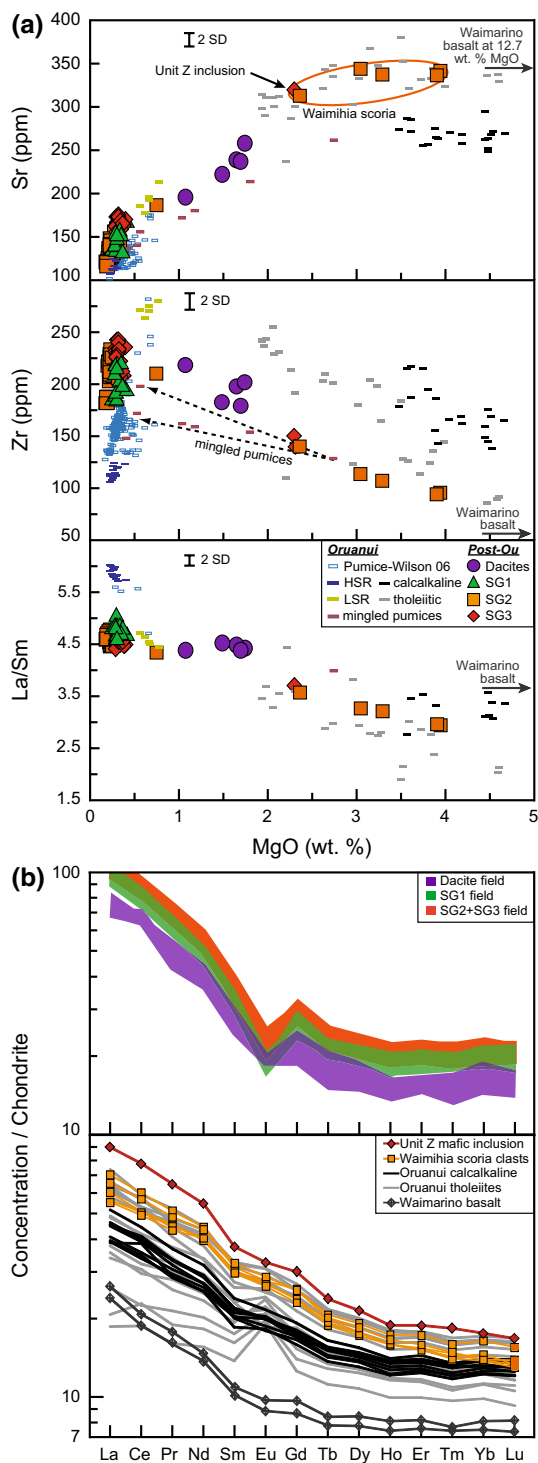 (a)
2 SD
Unit Z inclusion
Waimarino
basalt at 12.7
wt. % MgO
Waimihia scoria
Sr (ppm)
400
350
300
250
200
150
100
2 SD
mingled pumices
Waimarino
basalt
Zr (ppm)
250
200
150
100
50
2 SD
Oruanui
Pumice-Wilson 06
HSR
calcalkaline
LSR
tholeiitic
mingled pumices
Post-Ou
Dacites
SG1
SG2
SG3
Waimarino
basalt
La/Sm
6.0
5.5
4.5
3.5
2.5
1.5
0
1
2
3
4
5
MgO (wt. %)
(b)
100
Dacite field
SG1 field
SG2+SG3 field
10
Concentration / Chondrite
Unit Z mafic inclusion
Waimihia scoria clasts
Oruanui calcalkaline
Oruanui tholeiites
Waimarino basalt
10
7
La Ce Pr Nd Sm Eu Gd Tb Dy Ho Er Tm Yb Lu